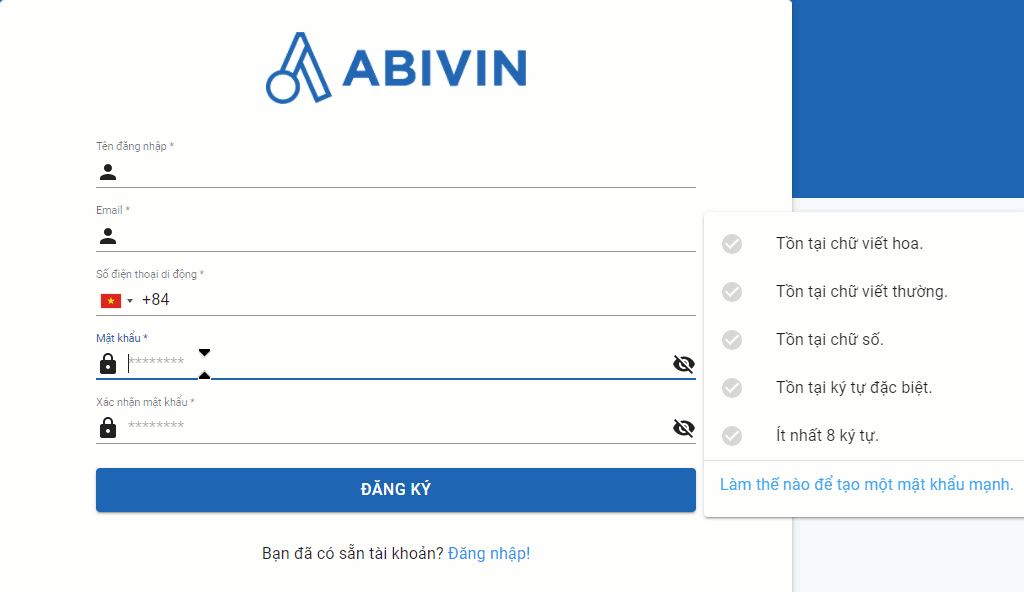 ABIVIN
Tên đăng nhập *
Email *
Số điện thoại di động *
+84
Mật khẩu *
********
Xác nhận mật khẩu *
********
ĐĂNG KÝ
Bạn đã có sẵn tài khoản? Đăng nhập!
Tồn tại chữ viết hoa.
Tồn tại chữ viết thường.
Tồn tại chữ số.
Tồn tại ký tự đặc biệt.
Ít nhất 8 ký tự.
Làm thế nào để tạo một mật khẩu mạnh.